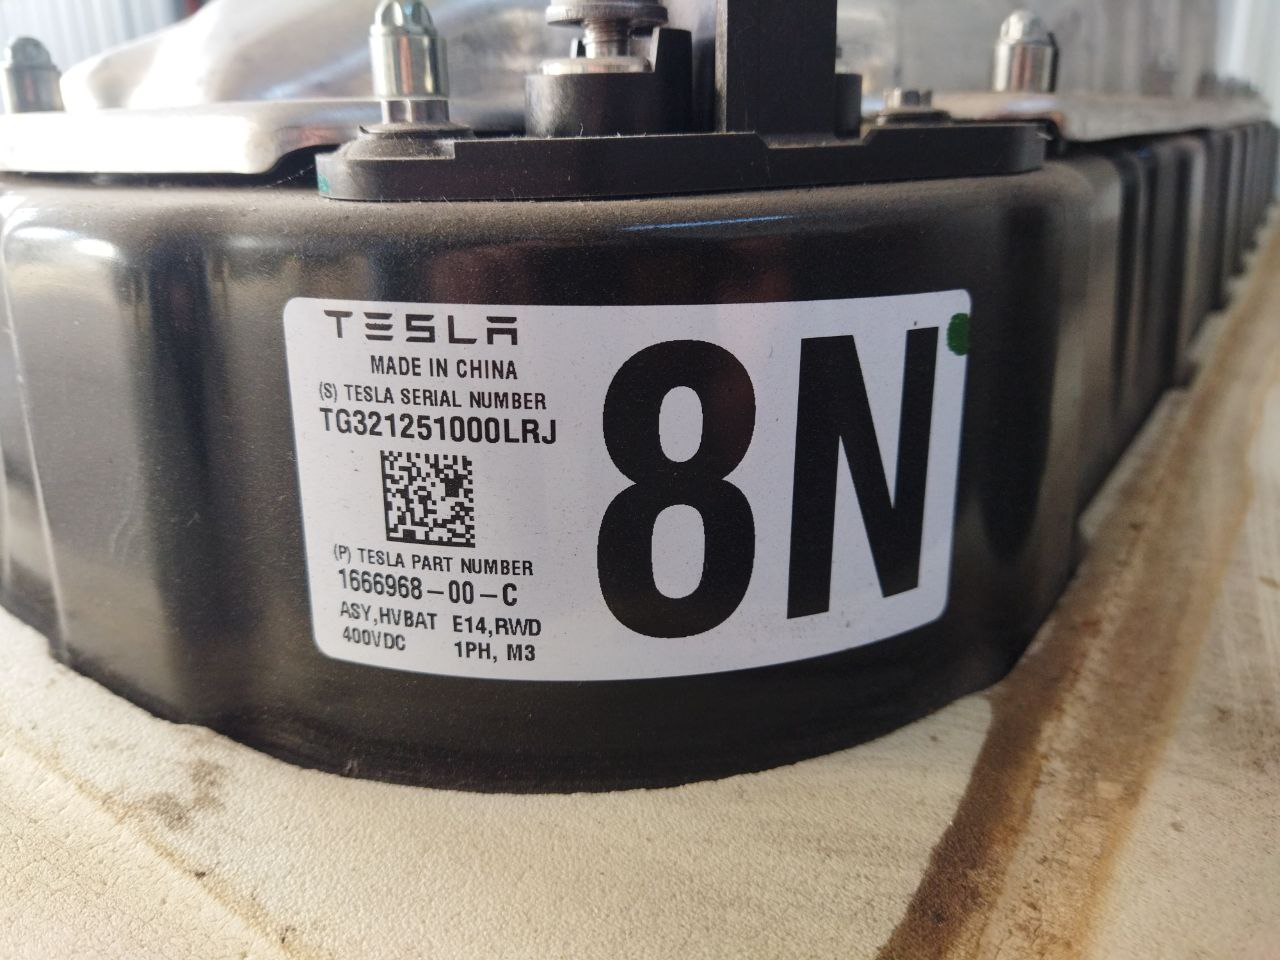 TESLA
MADE IN CHINA
(S) TESLA SERIAL NUMBER
TG321251000LRJ
(P) TESLA PART NUMBER
1666968-00-C
ASY,HVBAT E14,RWD
400VDC 1PH, M3
8N